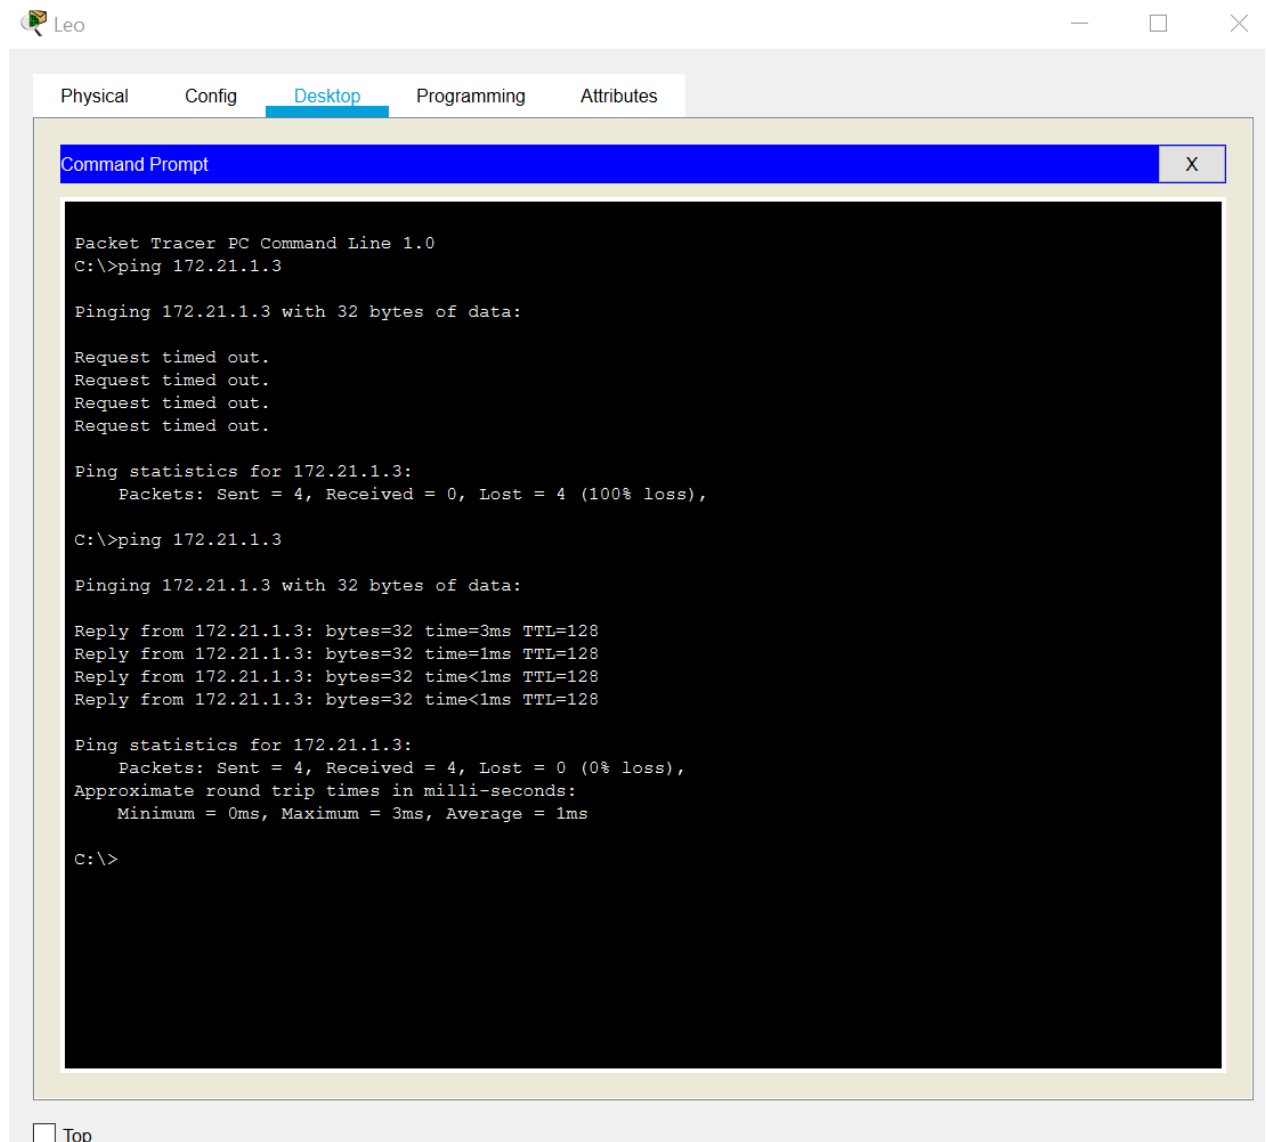 Leo
Physical Config Desktop Programming Attributes
Command Prompt X
Packet Tracer PC Command Line 1.0
C:\>ping 172.21.1.3
Pinging 172.21.1.3 with 32 bytes of data:
Request timed out.
Request timed out.
Request timed out.
Request timed out.
Ping statistics for 172.21.1.3:
    Packets: Sent = 4, Received = 0, Lost = 4 (100% loss),
C:\>ping 172.21.1.3
Pinging 172.21.1.3 with 32 bytes of data:
Reply from 172.21.1.3: bytes=32 time=3ms TTL=128
Reply from 172.21.1.3: bytes=32 time=1ms TTL=128
Reply from 172.21.1.3: bytes=32 time<1ms TTL=128
Reply from 172.21.1.3: bytes=32 time<1ms TTL=128
Ping statistics for 172.21.1.3:
    Packets: Sent = 4, Received = 4, Lost = 0 (0% loss),
Approximate round trip times in milli-seconds:
    Minimum = 0ms, Maximum = 3ms, Average = 1ms
C:\>
Top